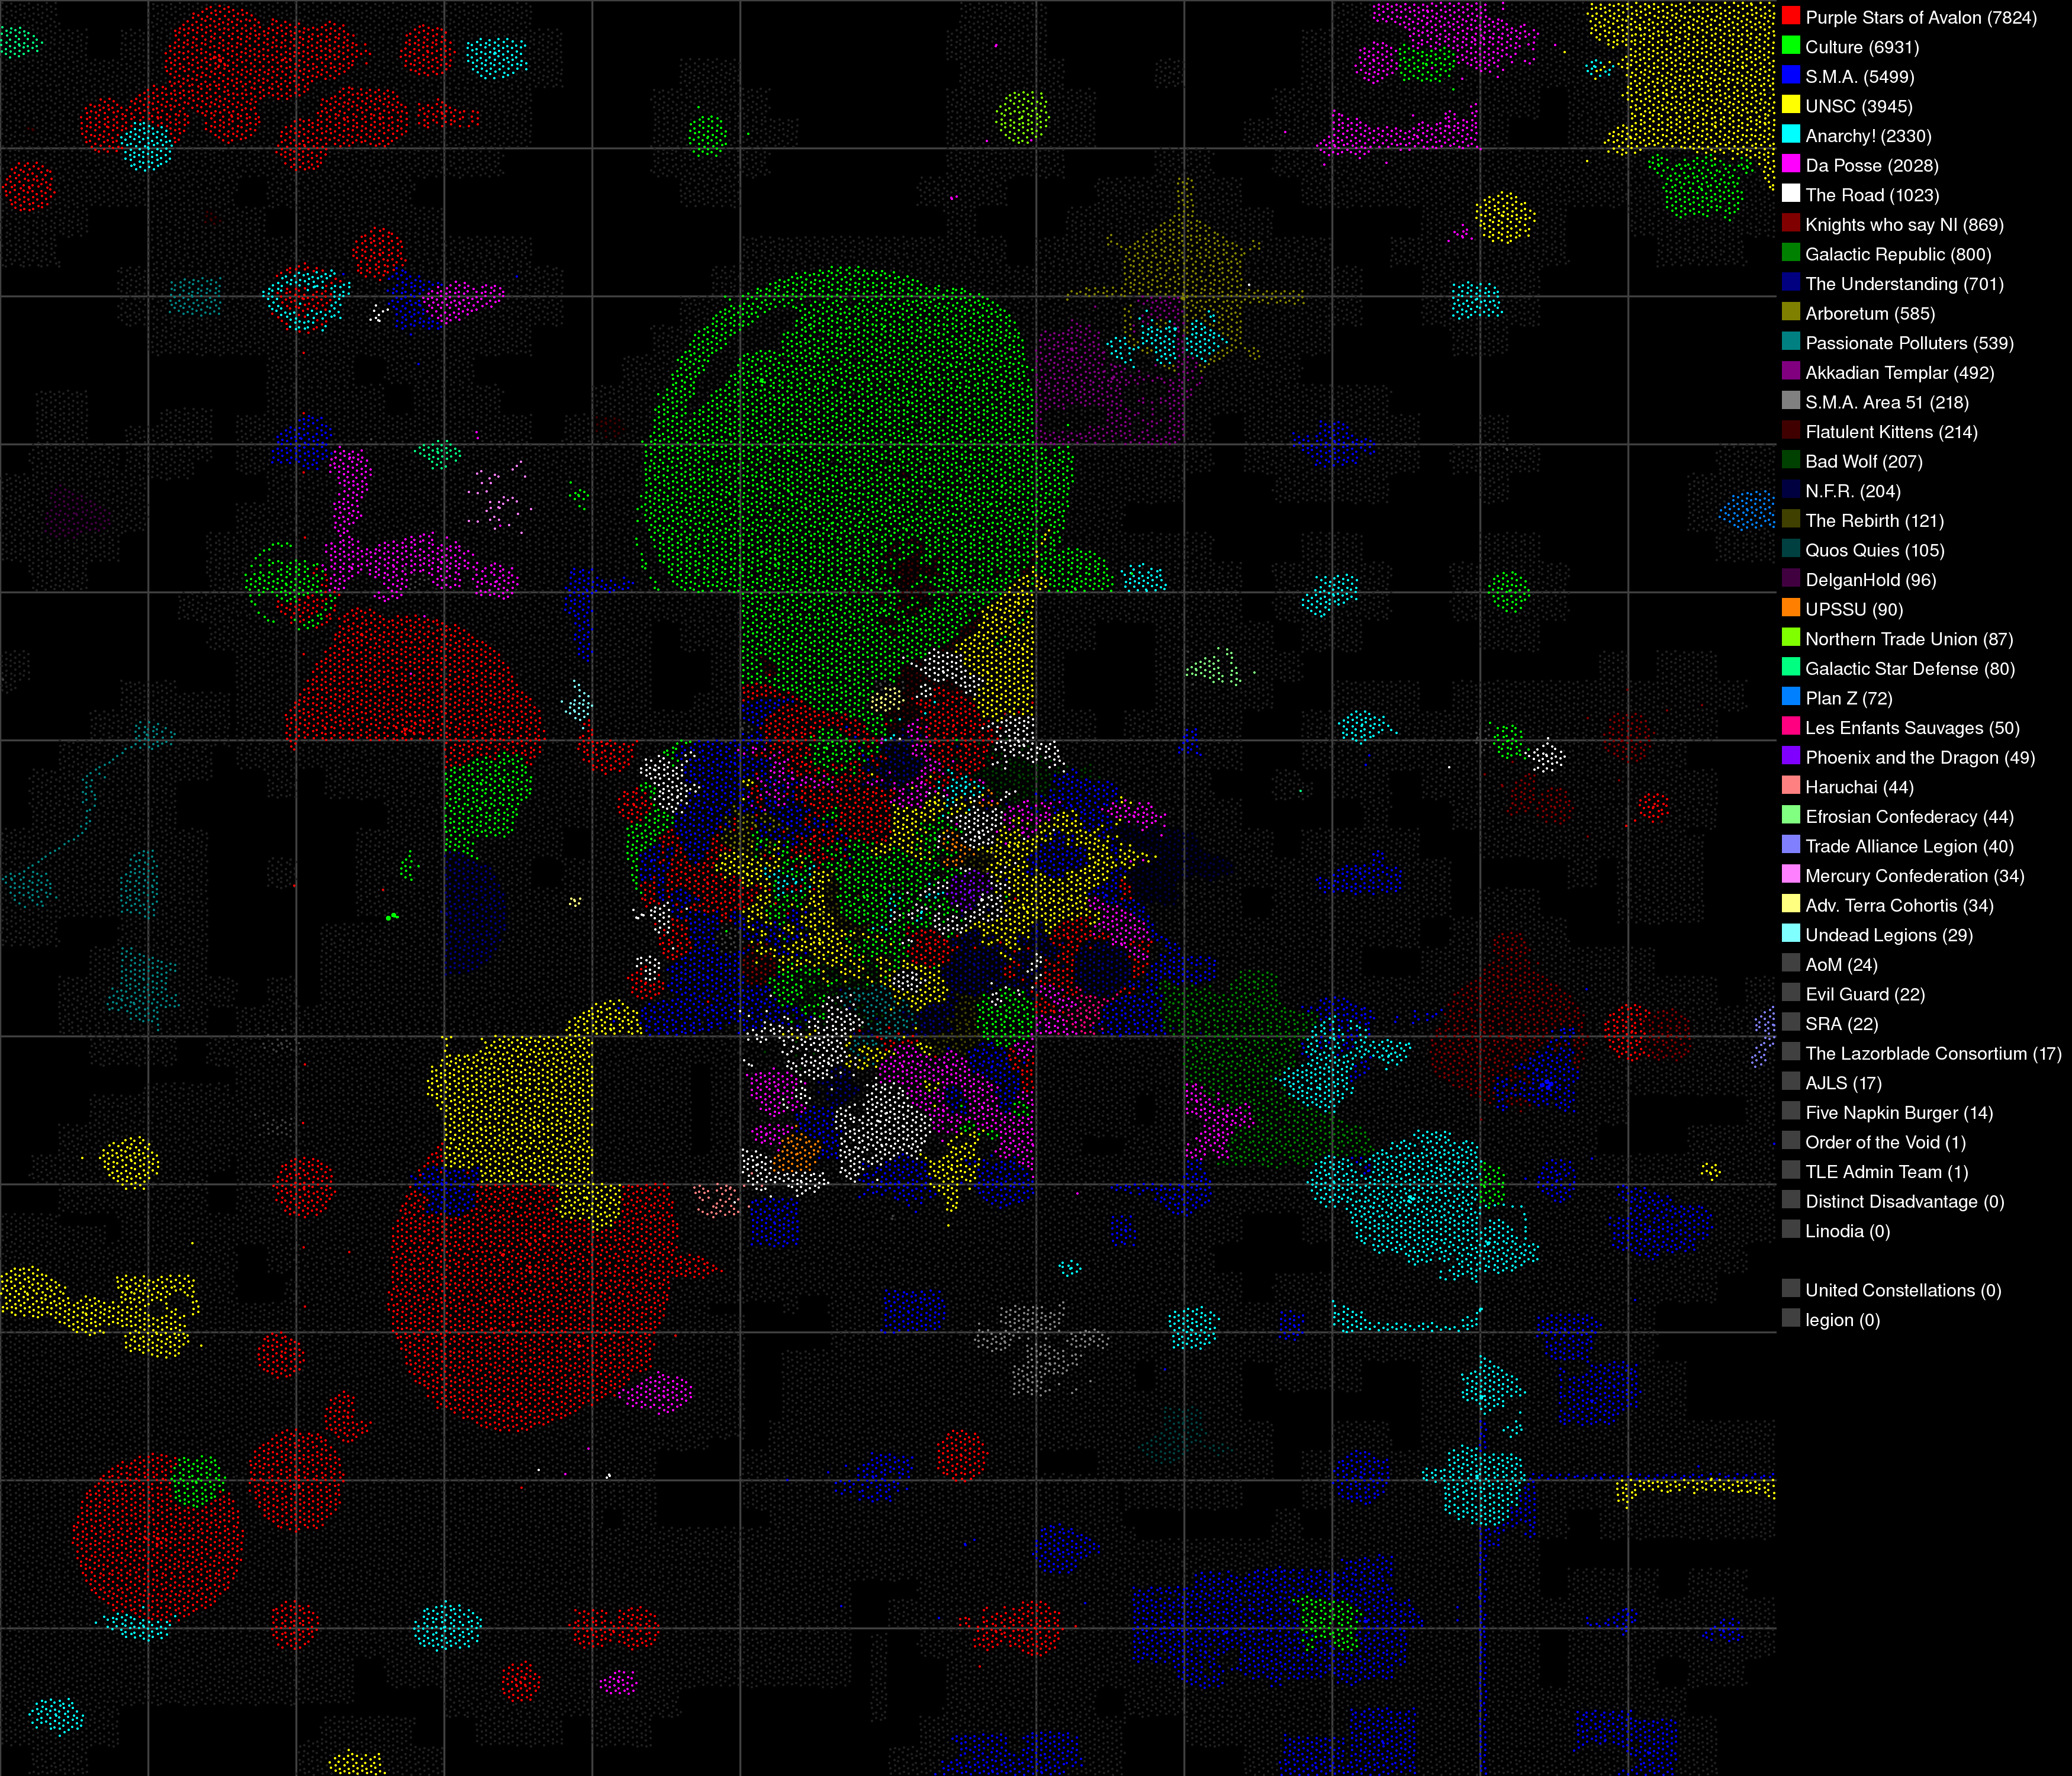 Purple Stars of Avalon (7824)
Culture (6931)
S.M.A. (5499)
UNSC (3945)
Anarchy! (2330)
Da Posse (2028)
The Road (1023)
Knights who say NI (869)
Galactic Republic (800)
The Understanding (701)
Arboretum (585)
Passionate Polluters (539)
Akkadian Templar (492)
S.M.A. Area 51 (218)
Flatulent Kittens (214)
Bad Wolf (207)
N.F.R. (204)
The Rebirth (121)
Quos Quies (105)
DelganHold (96)
UPSSU (90)
Northern Trade Union (87)
Galactic Star Defense (80)
Plan Z (72)
Les Enfants Sauvages (50)
Phoenix and the Dragon (49)
Haruchai (44)
Efrosian Confederacy (44)
Trade Alliance Legion (40)
Mercury Confederation (34)
Adv. Terra Cohortis (34)
Undead Legions (29)
AoM (24)
Evil Guard (22)
SRA (22)
The Lazorblade Consortium (17)
AJLS (17)
Five Napkin Burger (14)
Order of the Void (1)
TLE Admin Team (1)
Distinct Disadvantage (0)
Linodia (0)
United Constellations (0)
legion (0)